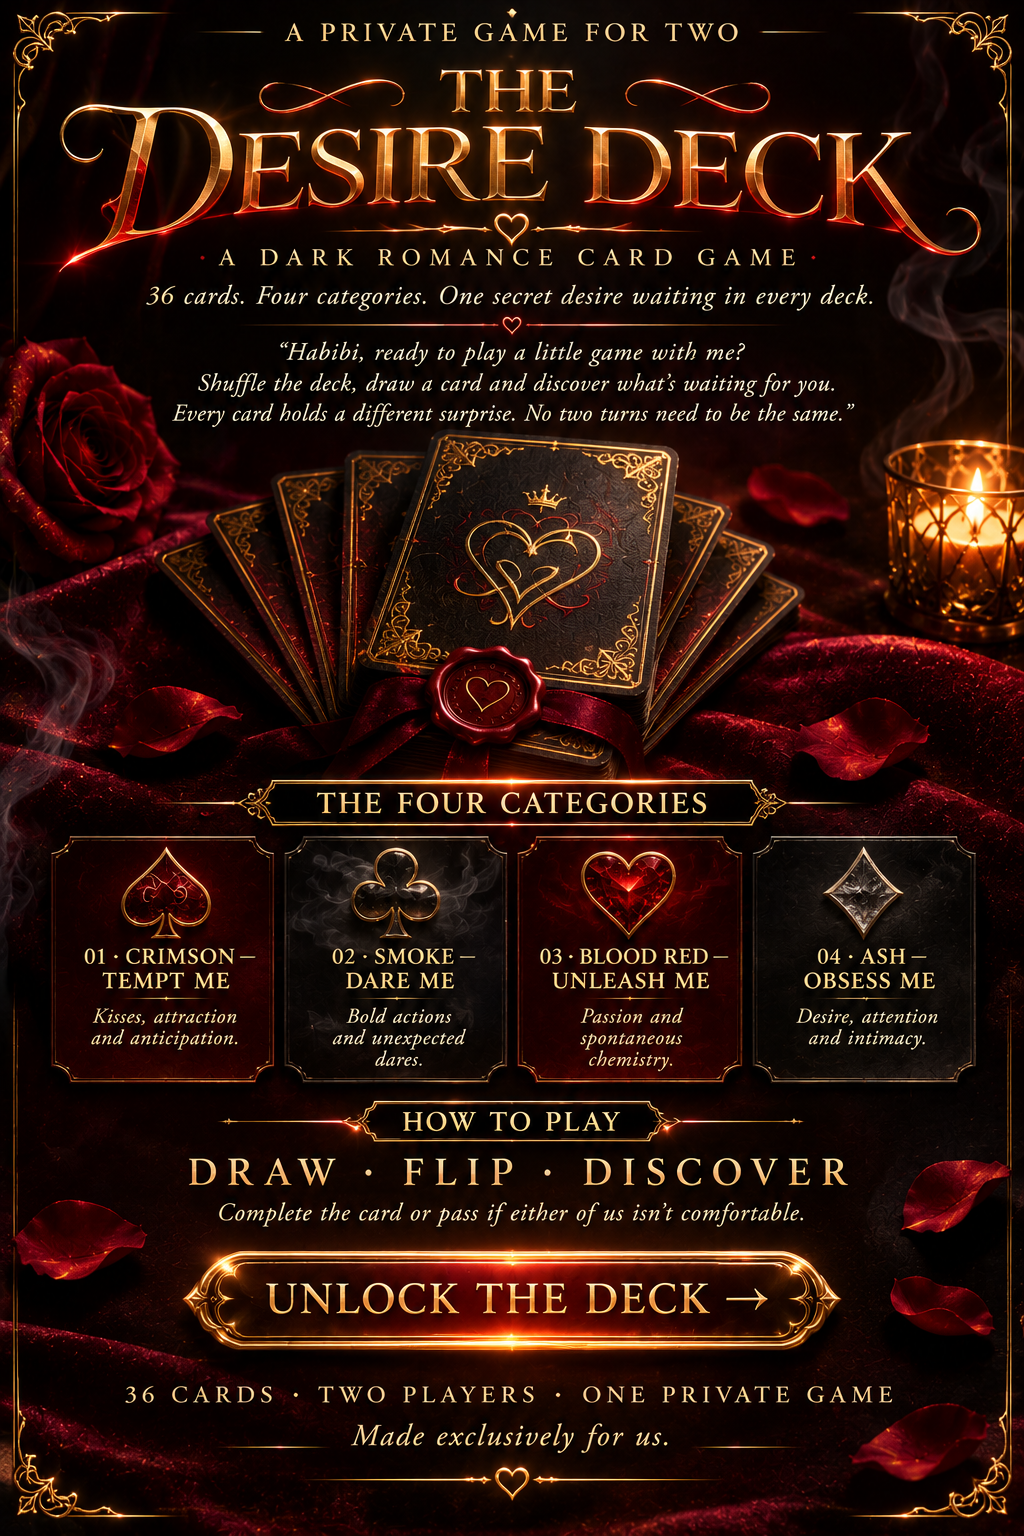 A PRIVATE GAME FOR TWO
THE
DESIRE DECK
· A DARK ROMANCE CARD GAME ·
36 cards. Four categories. One secret desire waiting in every deck.
“Habibi, ready to play a little game with me?
Shuffle the deck, draw a card and discover what’s waiting for you.
Every card holds a different surprise. No two turns need to be the same.”
THE FOUR CATEGORIES
01 · CRIMSON –
TEMPT ME
Kisses, attraction
and anticipation.
02 · SMOKE –
DARE ME
Bold actions
and unexpected
dares.
03 · BLOOD RED –
UNLEASH ME
Passion and
spontaneous
chemistry.
04 · ASH –
OBSESS ME
Desire, attention
and intimacy.
HOW TO PLAY
DRAW · FLIP · DISCOVER
Complete the card or pass if either of us isn’t comfortable.
UNLOCK THE DECK →
36 CARDS · TWO PLAYERS · ONE PRIVATE GAME
Made exclusively for us.